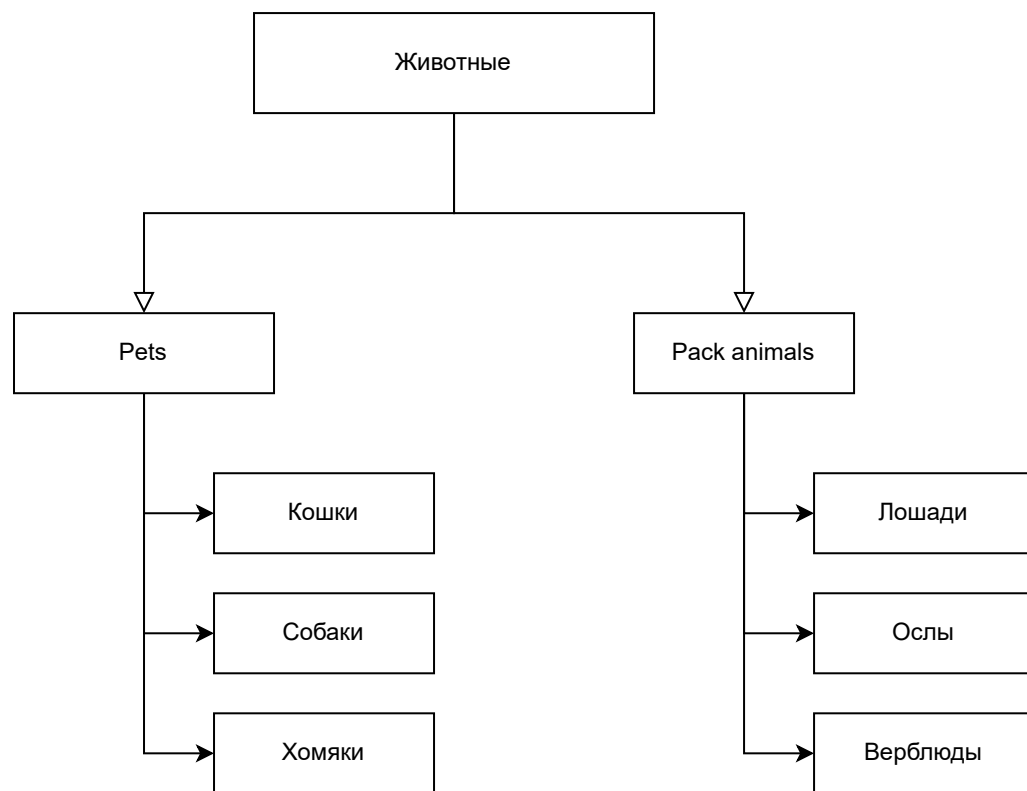 Животные
Pets
Pack animals
Кошки
Лошади
Собаки
Ослы
Хомяки
Верблюды